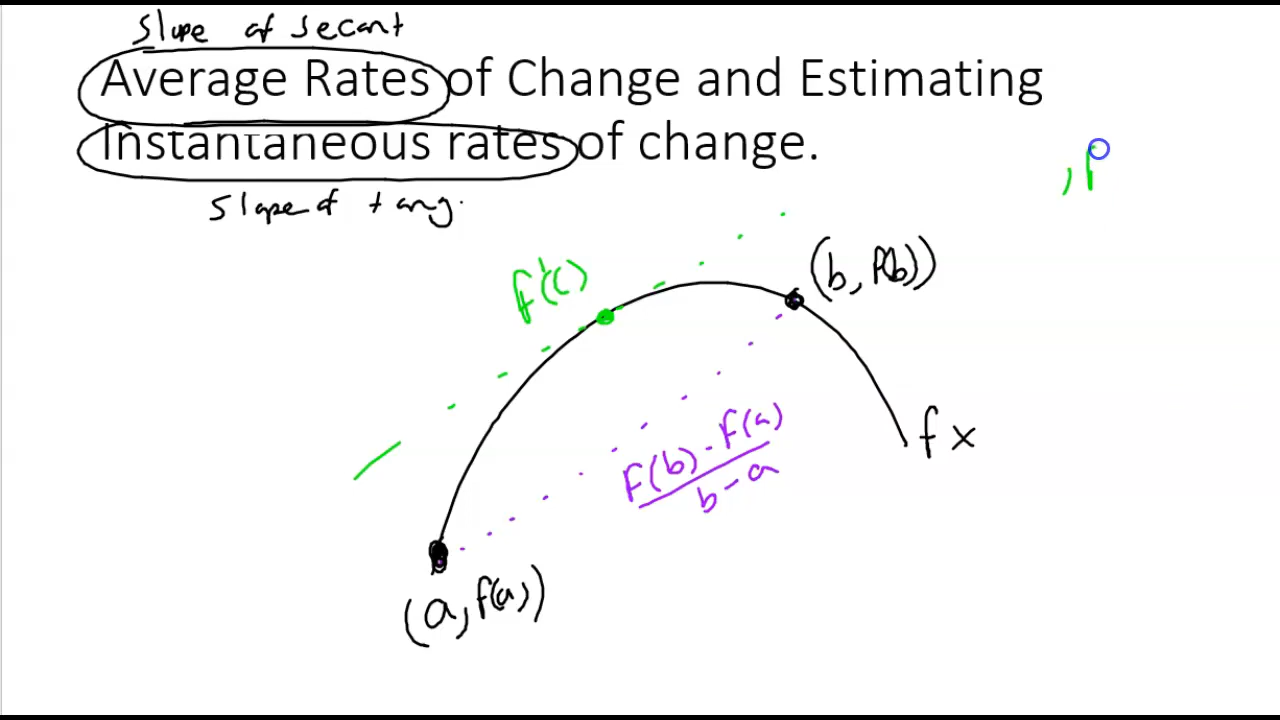 Slope of secant
Average Rates of Change and Estimating
Instantaneous rates of change.
Slope of tang.
f'(c)
(b, f(b))
f(b) - f(a)
b - a
f x
(a, f(a))